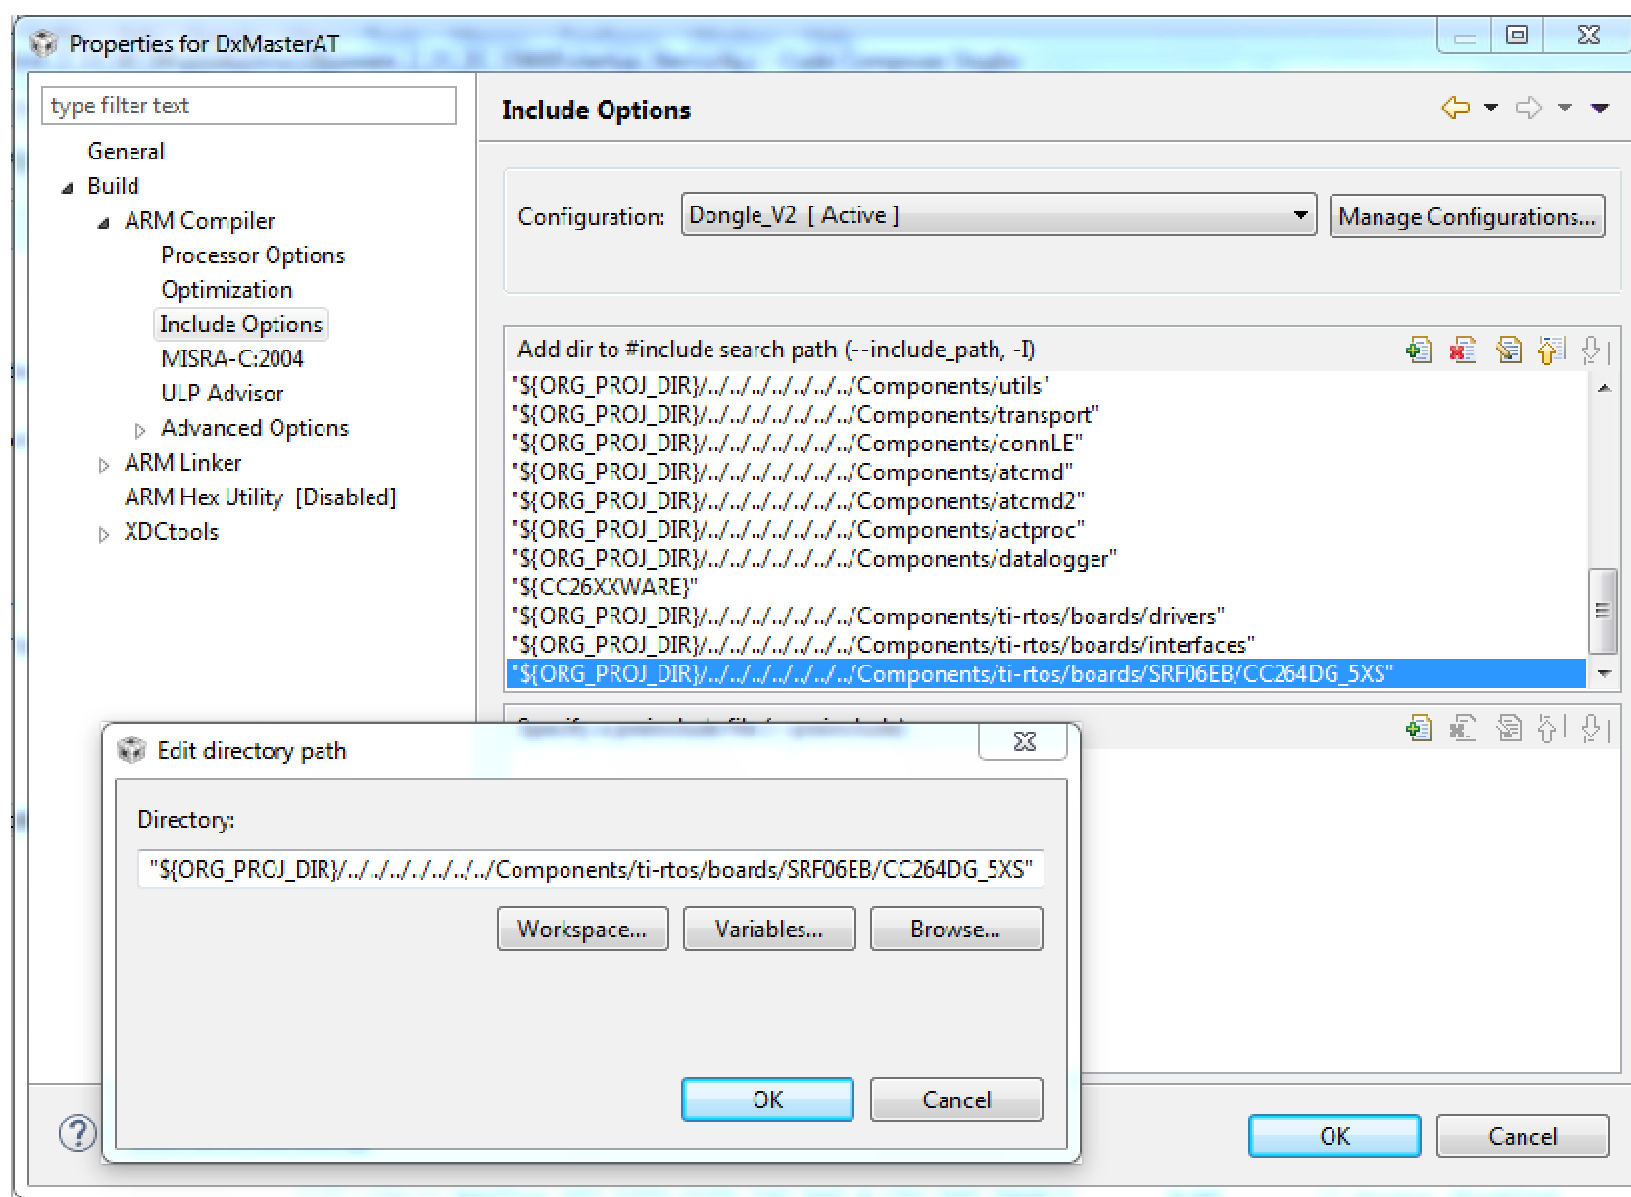 Properties for DxMasterAT
type filter text
General
Build
ARM Compiler
Processor Options
Optimization
Include Options
MISRA-C:2004
ULP Advisor
Advanced Options
ARM Linker
ARM Hex Utility [Disabled]
XDCtools
Include Options
Configuration:
Dongle_V2 [ Active ]
Manage Configurations...
Add dir to #include search path (--include_path, -I)
"${ORG_PROJ_DIR}/../../../../../../../Components/utils"
"${ORG_PROJ_DIR}/../../../../../../../Components/transport"
"${ORG_PROJ_DIR}/../../../../../../../Components/connLE"
"${ORG_PROJ_DIR}/../../../../../../../Components/atcmd"
"${ORG_PROJ_DIR}/../../../../../../../Components/atcmd2"
"${ORG_PROJ_DIR}/../../../../../../../Components/actproc"
"${ORG_PROJ_DIR}/../../../../../../../Components/datalogger"
"${CC26XXWARE}"
"${ORG_PROJ_DIR}/../../../../../../../Components/ti-rtos/boards/drivers"
"${ORG_PROJ_DIR}/../../../../../../../Components/ti-rtos/boards/interfaces"
"${ORG_PROJ_DIR}/../../../../../../../Components/ti-rtos/boards/SRF06EB/CC264DG_5XS"
Edit directory path
Directory:
"${ORG_PROJ_DIR}/../../../../../../../Components/ti-rtos/boards/SRF06EB/CC264DG_5XS"
Workspace...
Variables...
Browse...
OK
Cancel
OK
Cancel